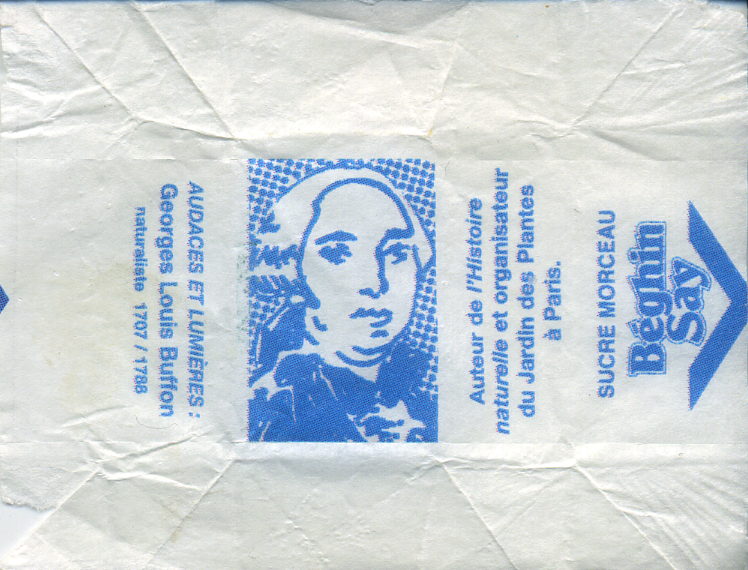 AUDACES ET LUMIÈRES :
Georges Louis Buffon
naturaliste 1707 / 1788
Auteur de l'Histoire
naturelle et organisateur
du Jardin des Plantes
à Paris.
SUCRE MORCEAU
Béghin
Say